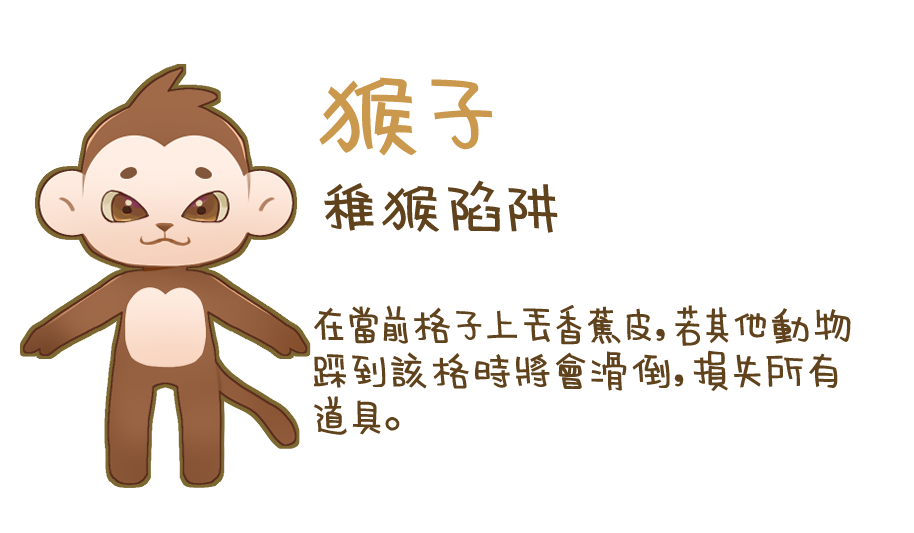 猴子
稚猴陷阱
在當前格子上丟香蕉皮，若其他動物
踩到該格時將會滑倒，損失所有
道具。